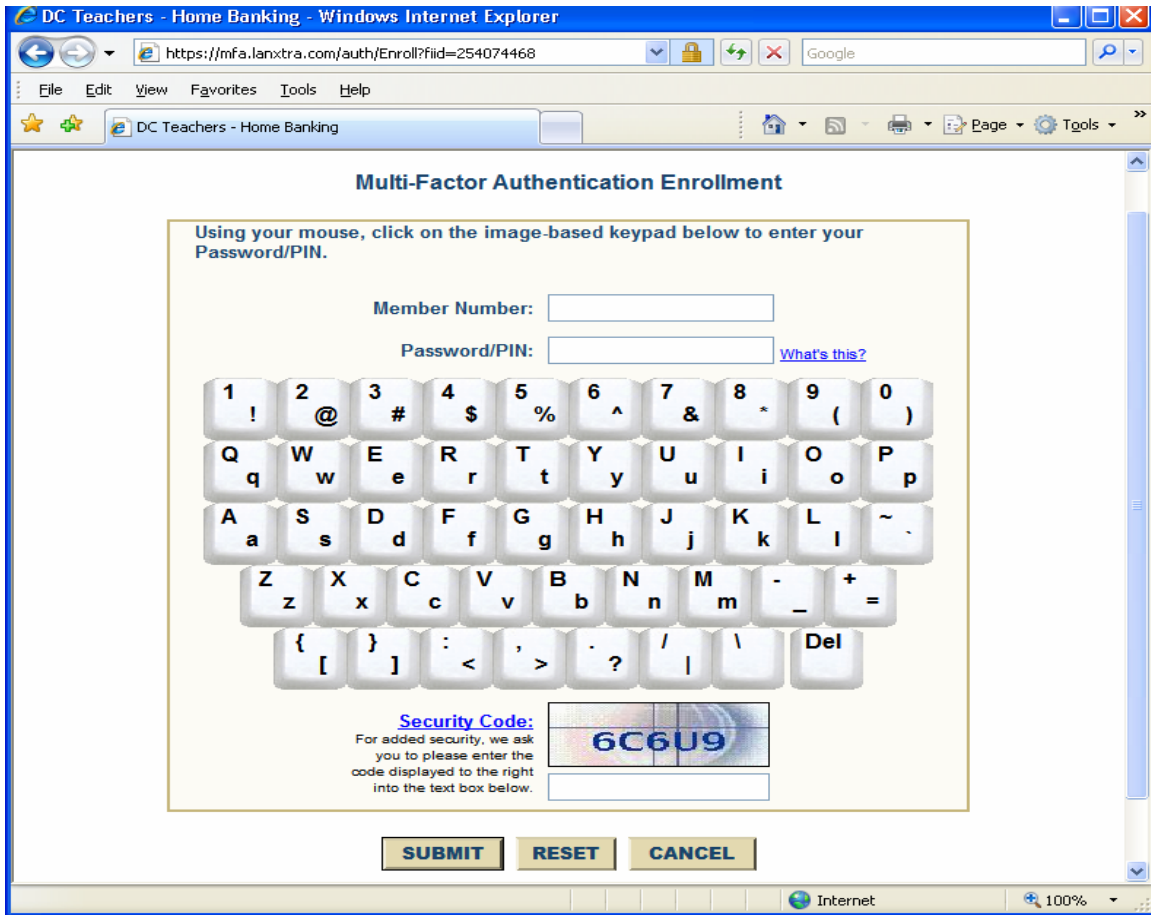 DC Teachers - Home Banking - Windows Internet Explorer
https://mfa.lanxtra.com/auth/Enroll?fiid=254074468
Google
File Edit View Favorites Tools Help
DC Teachers - Home Banking
Page Tools »
Multi-Factor Authentication Enrollment
Using your mouse, click on the image-based keypad below to enter your
Password/PIN.
Member Number:
Password/PIN: What's this?
1 ! 2 @ 3 # 4 $ 5 % 6 ^ 7 & 8 * 9 ( 0 )
Q q W w E e R r T t Y y U u I i O o P p
A a S s D d F f G g H h J j K k L l ~ `
Z z X x C c V v B b N n M m - _ + =
{ [ } ] : < , > . ? / | \ Del
Security Code:
For added security, we ask
you to please enter the
code displayed to the right
into the text box below.
6C6U9
SUBMIT RESET CANCEL
Internet 100%